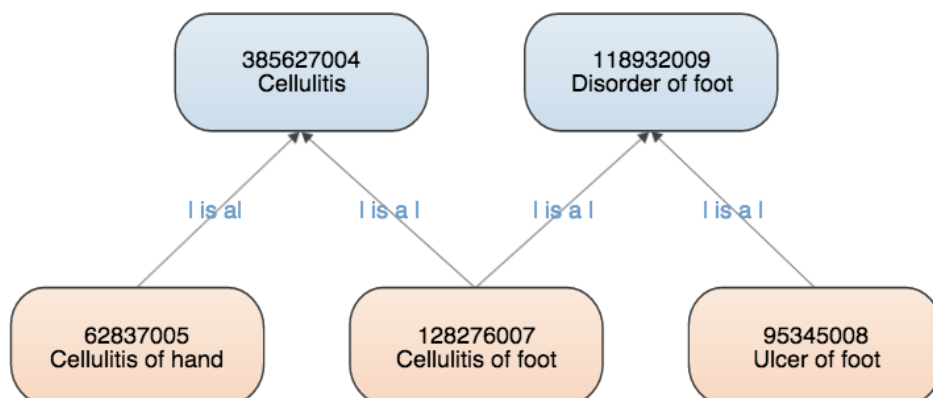 385627004
Cellulitis
118932009
Disorder of foot
| is a|
| is a |
| is a |
| is a |
62837005
Cellulitis of hand
128276007
Cellulitis of foot
95345008
Ulcer of foot